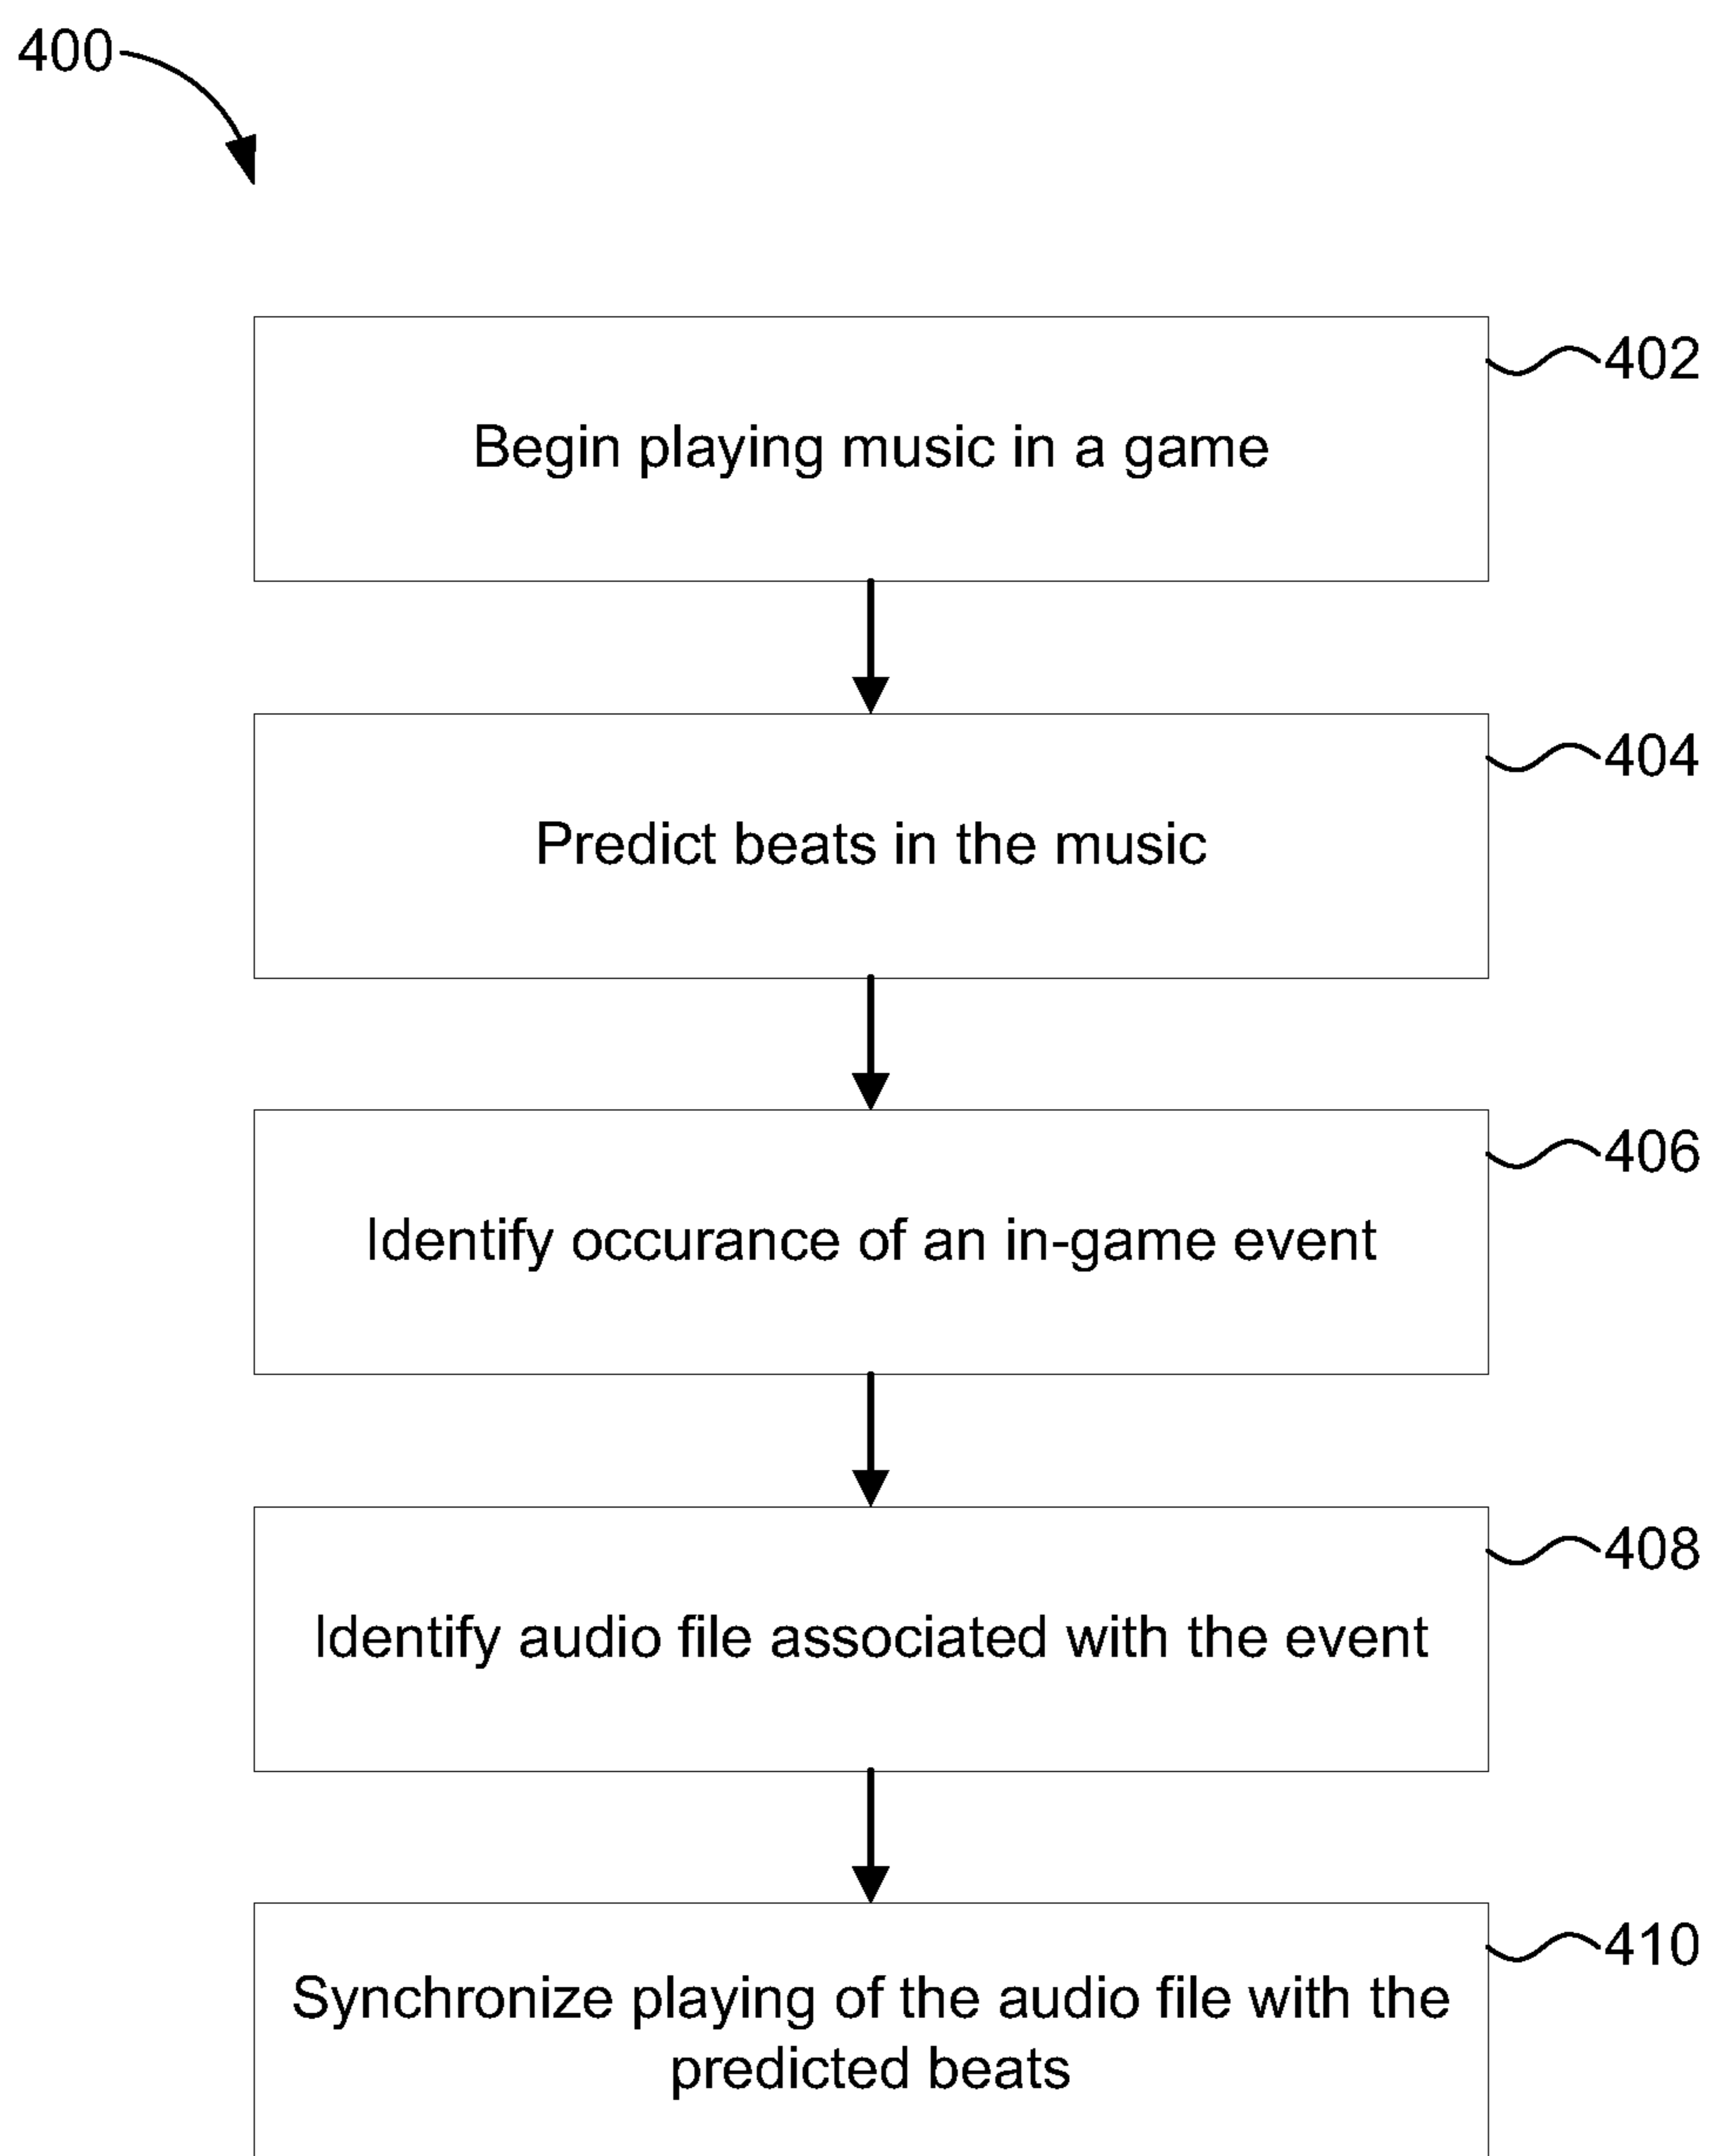 400
402
Begin playing music in a game
404
Predict beats in the music
406
Identify occurance of an in-game event
408
Identify audio file associated with the event
410
Synchronize playing of the audio file with the
predicted beats